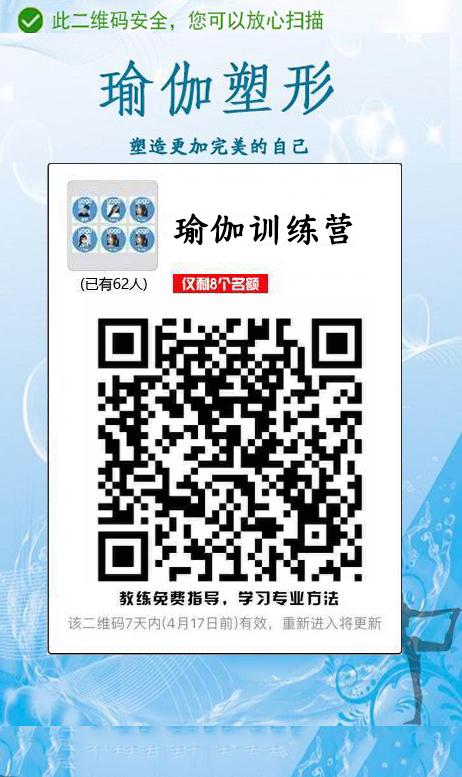 此二维码安全，您可以放心扫描
瑜伽塑形
塑造更加完美的自己
瑜伽训练营
(已有62人)
仅剩8个名额
教练免费指导，学习专业方法
该二维码7天内(4月17日前)有效，重新进入将更新